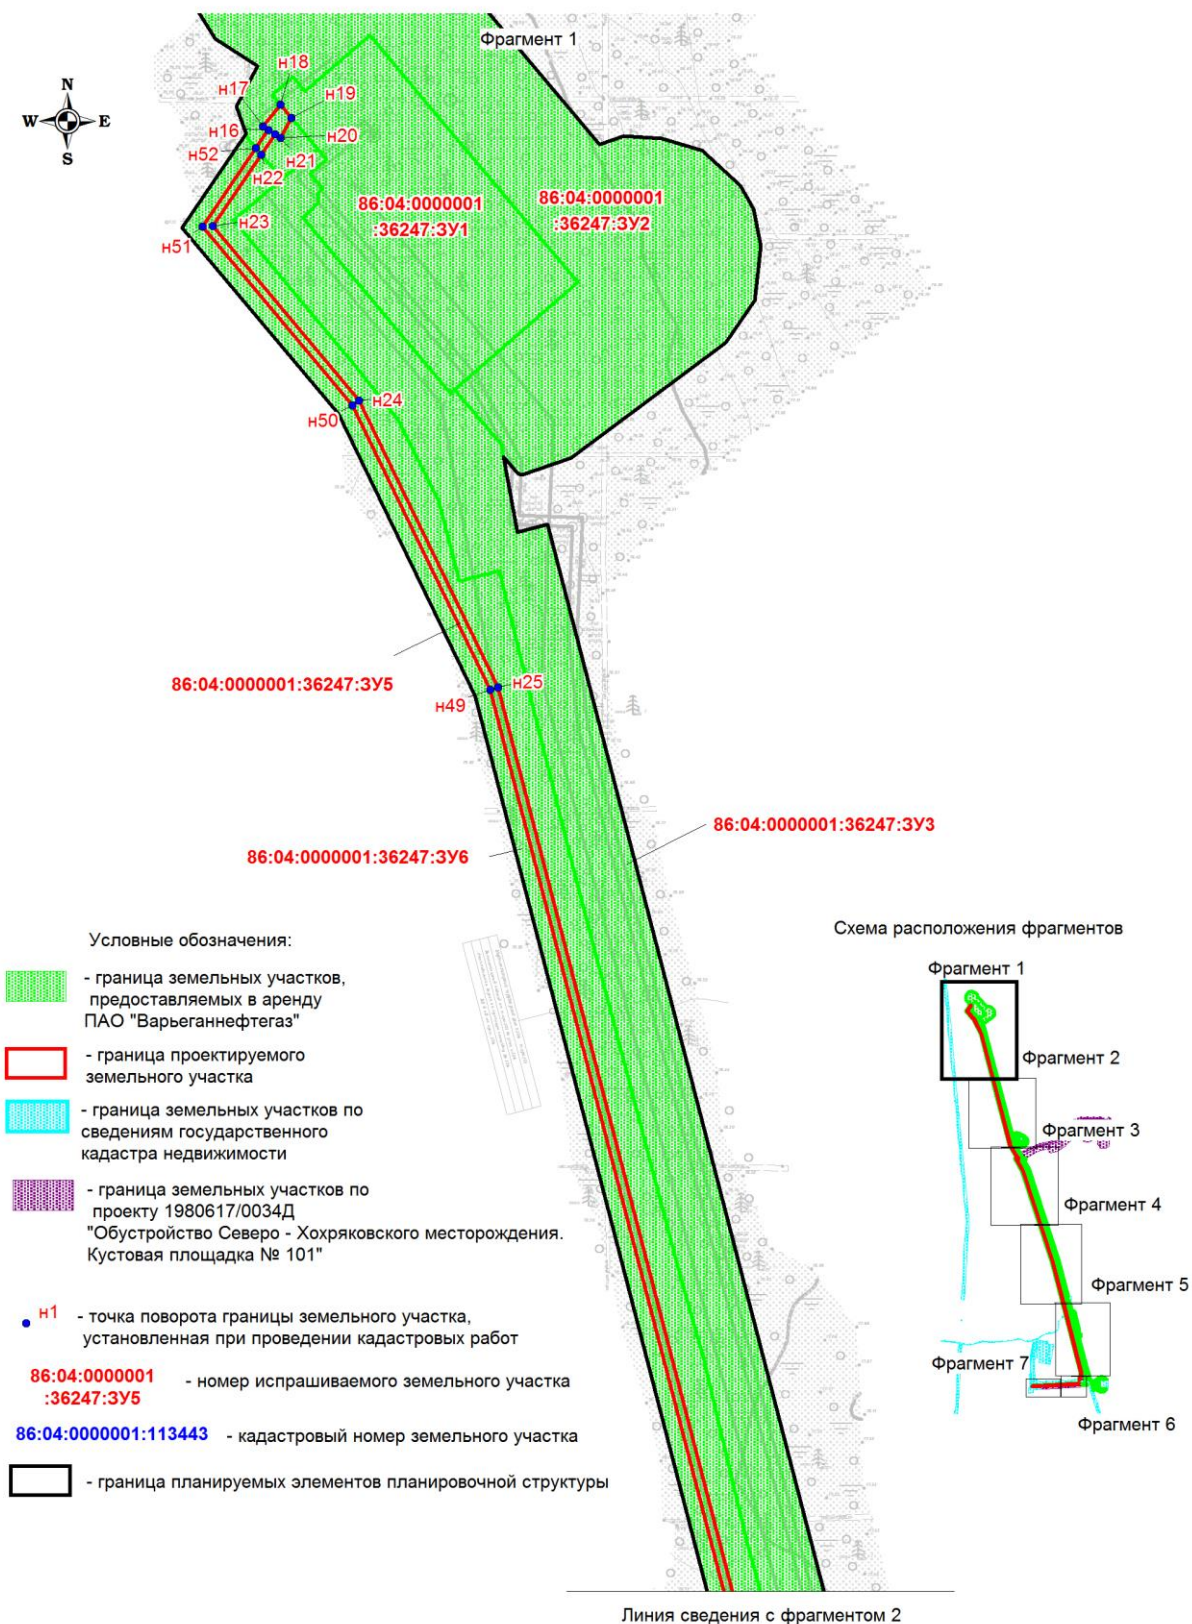 Фрагмент 1
N
W
E
S
н18
н17
н19
н16
н20
н52
н21
н22
н23
н51
86:04:0000001
:36247:ЗУ1
86:04:0000001
:36247:ЗУ2
н24
н50
86:04:0000001:36247:ЗУ5
н25
н49
86:04:0000001:36247:ЗУ3
86:04:0000001:36247:ЗУ6
Условные обозначения:
- граница земельных участков,
предоставляемых в аренду
ПАО "Варьеганнефтегаз"
- граница проектируемого
земельного участка
- граница земельных участков по
сведениям государственного
кадастра недвижимости
- граница земельных участков по
проекту 1980617/0034Д
"Обустройство Северо - Хохряковского месторождения.
Кустовая площадка № 101"
н1 - точка поворота границы земельного участка,
установленная при проведении кадастровых работ
86:04:0000001
:36247:ЗУ5
- номер испрашиваемого земельного участка
86:04:0000001:113443 - кадастровый номер земельного участка
- граница планируемых элементов планировочной структуры
Схема расположения фрагментов
Фрагмент 1
Фрагмент 2
Фрагмент 3
Фрагмент 4
Фрагмент 5
Фрагмент 7
Фрагмент 6
Линия сведения с фрагментом 2